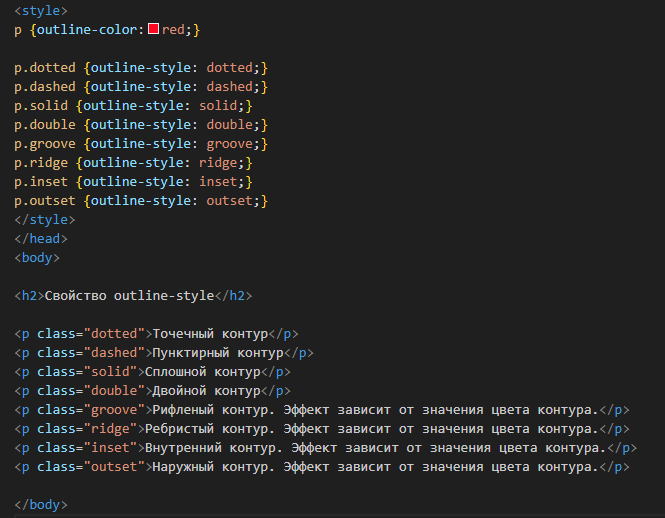 <style>
p {outline-color: red;}
p.dotted {outline-style: dotted;}
p.dashed {outline-style: dashed;}
p.solid {outline-style: solid;}
p.double {outline-style: double;}
p.groove {outline-style: groove;}
p.ridge {outline-style: ridge;}
p.inset {outline-style: inset;}
p.outset {outline-style: outset;}
</style>
</head>
<body>
<h2>Свойство outline-style</h2>
<p class="dotted">Точечный контур</p>
<p class="dashed">Пунктирный контур</p>
<p class="solid">Сплошной контур</p>
<p class="double">Двойной контур</p>
<p class="groove">Рифленый контур. Эффект зависит от значения цвета контура.</p>
<p class="ridge">Ребристый контур. Эффект зависит от значения цвета контура.</p>
<p class="inset">Внутренний контур. Эффект зависит от значения цвета контура.</p>
<p class="outset">Наружный контур. Эффект зависит от значения цвета контура.</p>
</body>